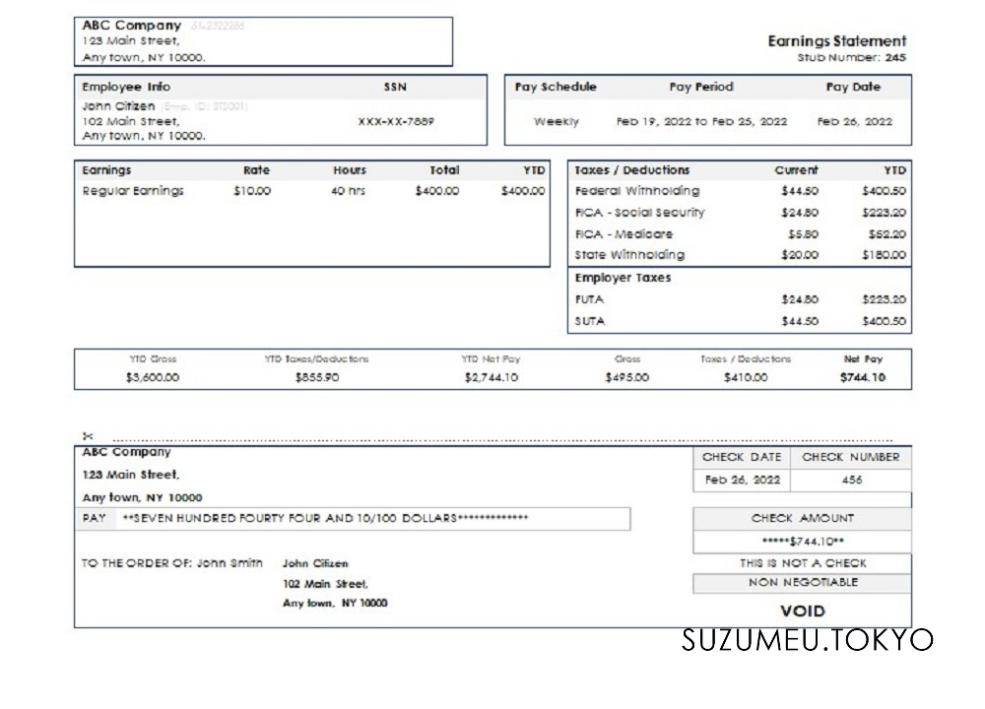 ABC Company 51-2322286
123 Main Street,
Any town, NY 10000.
Earnings Statement
Stub Number: 245
Employee Info SSN
John Citizen (Emp. ID: STS001)
102 Main Street,
Any town, NY 10000.
XXX-XX-7889
Pay Schedule Pay Period Pay Date
Weekly Feb 19, 2022 to Feb 25, 2022 Feb 26, 2022
Earnings Rate Hours Total YTD
Regular Earnings $10.00 40 hrs $400.00 $400.00
Taxes / Deductions Current YTD
Federal Withholding $44.50 $400.50
FICA - Social Security $24.80 $223.20
FICA - Medicare $5.80 $52.20
State Withholding $20.00 $180.00
Employer Taxes
FUTA $24.80 $223.20
SUTA $44.50 $400.50
YTD Gross YTD Taxes/Deductions YTD Net Pay Gross Taxes / Deductions Net Pay
$3,600.00 $855.90 $2,744.10 $495.00 $410.00 $744.10
ABC Company
123 Main Street,
Any town, NY 10000
CHECK DATE CHECK NUMBER
Feb 26, 2022 456
PAY **SEVEN HUNDRED FOURTY FOUR AND 10/100 DOLLARS*************
CHECK AMOUNT
*****$744.10**
TO THE ORDER OF: John Smith John Citizen
102 Main Street,
Any town, NY 10000
THIS IS NOT A CHECK
NON NEGOTIABLE
VOID
SUZUMEU.TOKYO